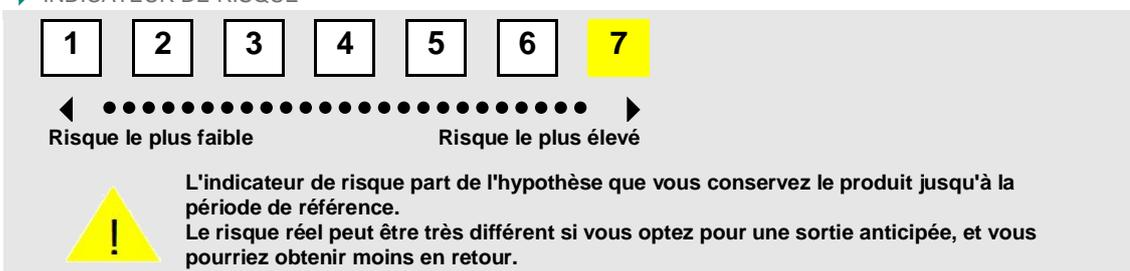 INDICATEUR DE RISQUE
1 2 3 4 5 6 7
Risque le plus faible Risque le plus élevé
L'indicateur de risque part de l'hypothèse que vous conservez le produit jusqu'à la
période de référence.
Le risque réel peut être très différent si vous optez pour une sortie anticipée, et vous
pourriez obtenir moins en retour.
!